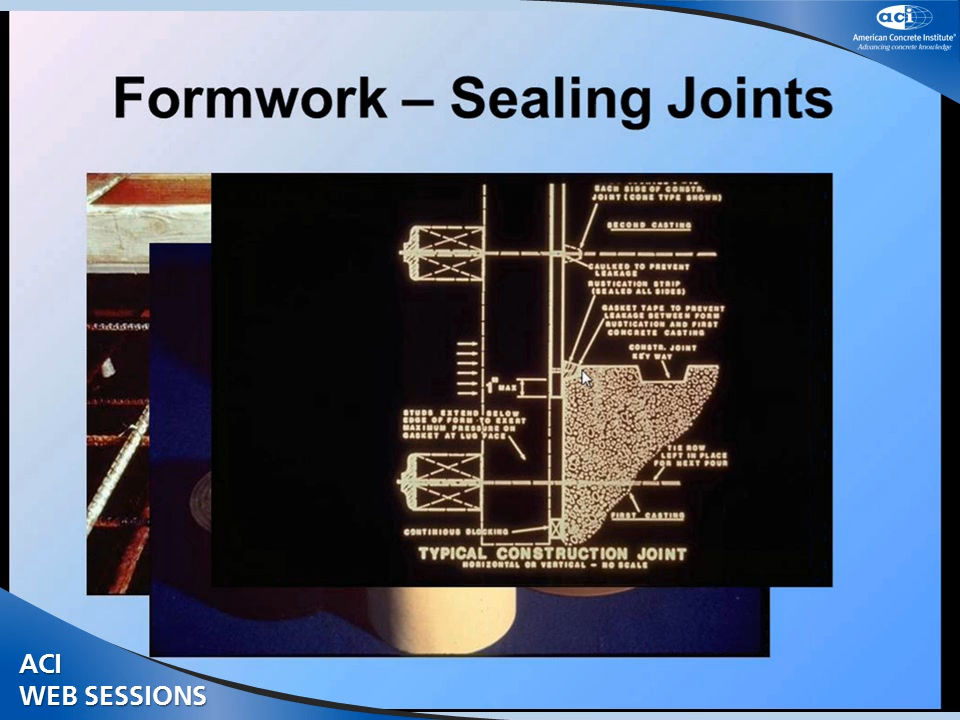 aci
American Concrete Institute®
Advancing concrete knowledge
Formwork – Sealing Joints
EACH SIDE OF CONSTR.
JOINT (CONE TYPE SHOWN)
SECOND CASTING
CAULKED TO PREVENT
LEAKAGE
RUSTICATION STRIP
(SEALED ALL SIDES)
GASKET TAPE TO PREVENT
LEAKAGE BETWEEN FORM
RUSTICATION AND FIRST
CONCRETE CASTING
CONSTR. JOINT
KEY WAY
1" MAX
STUDS EXTEND BELOW
EDGE OF FORM TO EXERT
MAXIMUM PRESSURE ON
GASKET AT LUG FACE
TIE ROW
LEFT IN PLACE
FOR NEXT POUR
FIRST CASTING
CONTINIOUS BLOCKING
TYPICAL CONSTRUCTION JOINT
HORIZONTAL OR VERTICAL – NO SCALE
ACI
WEB SESSIONS